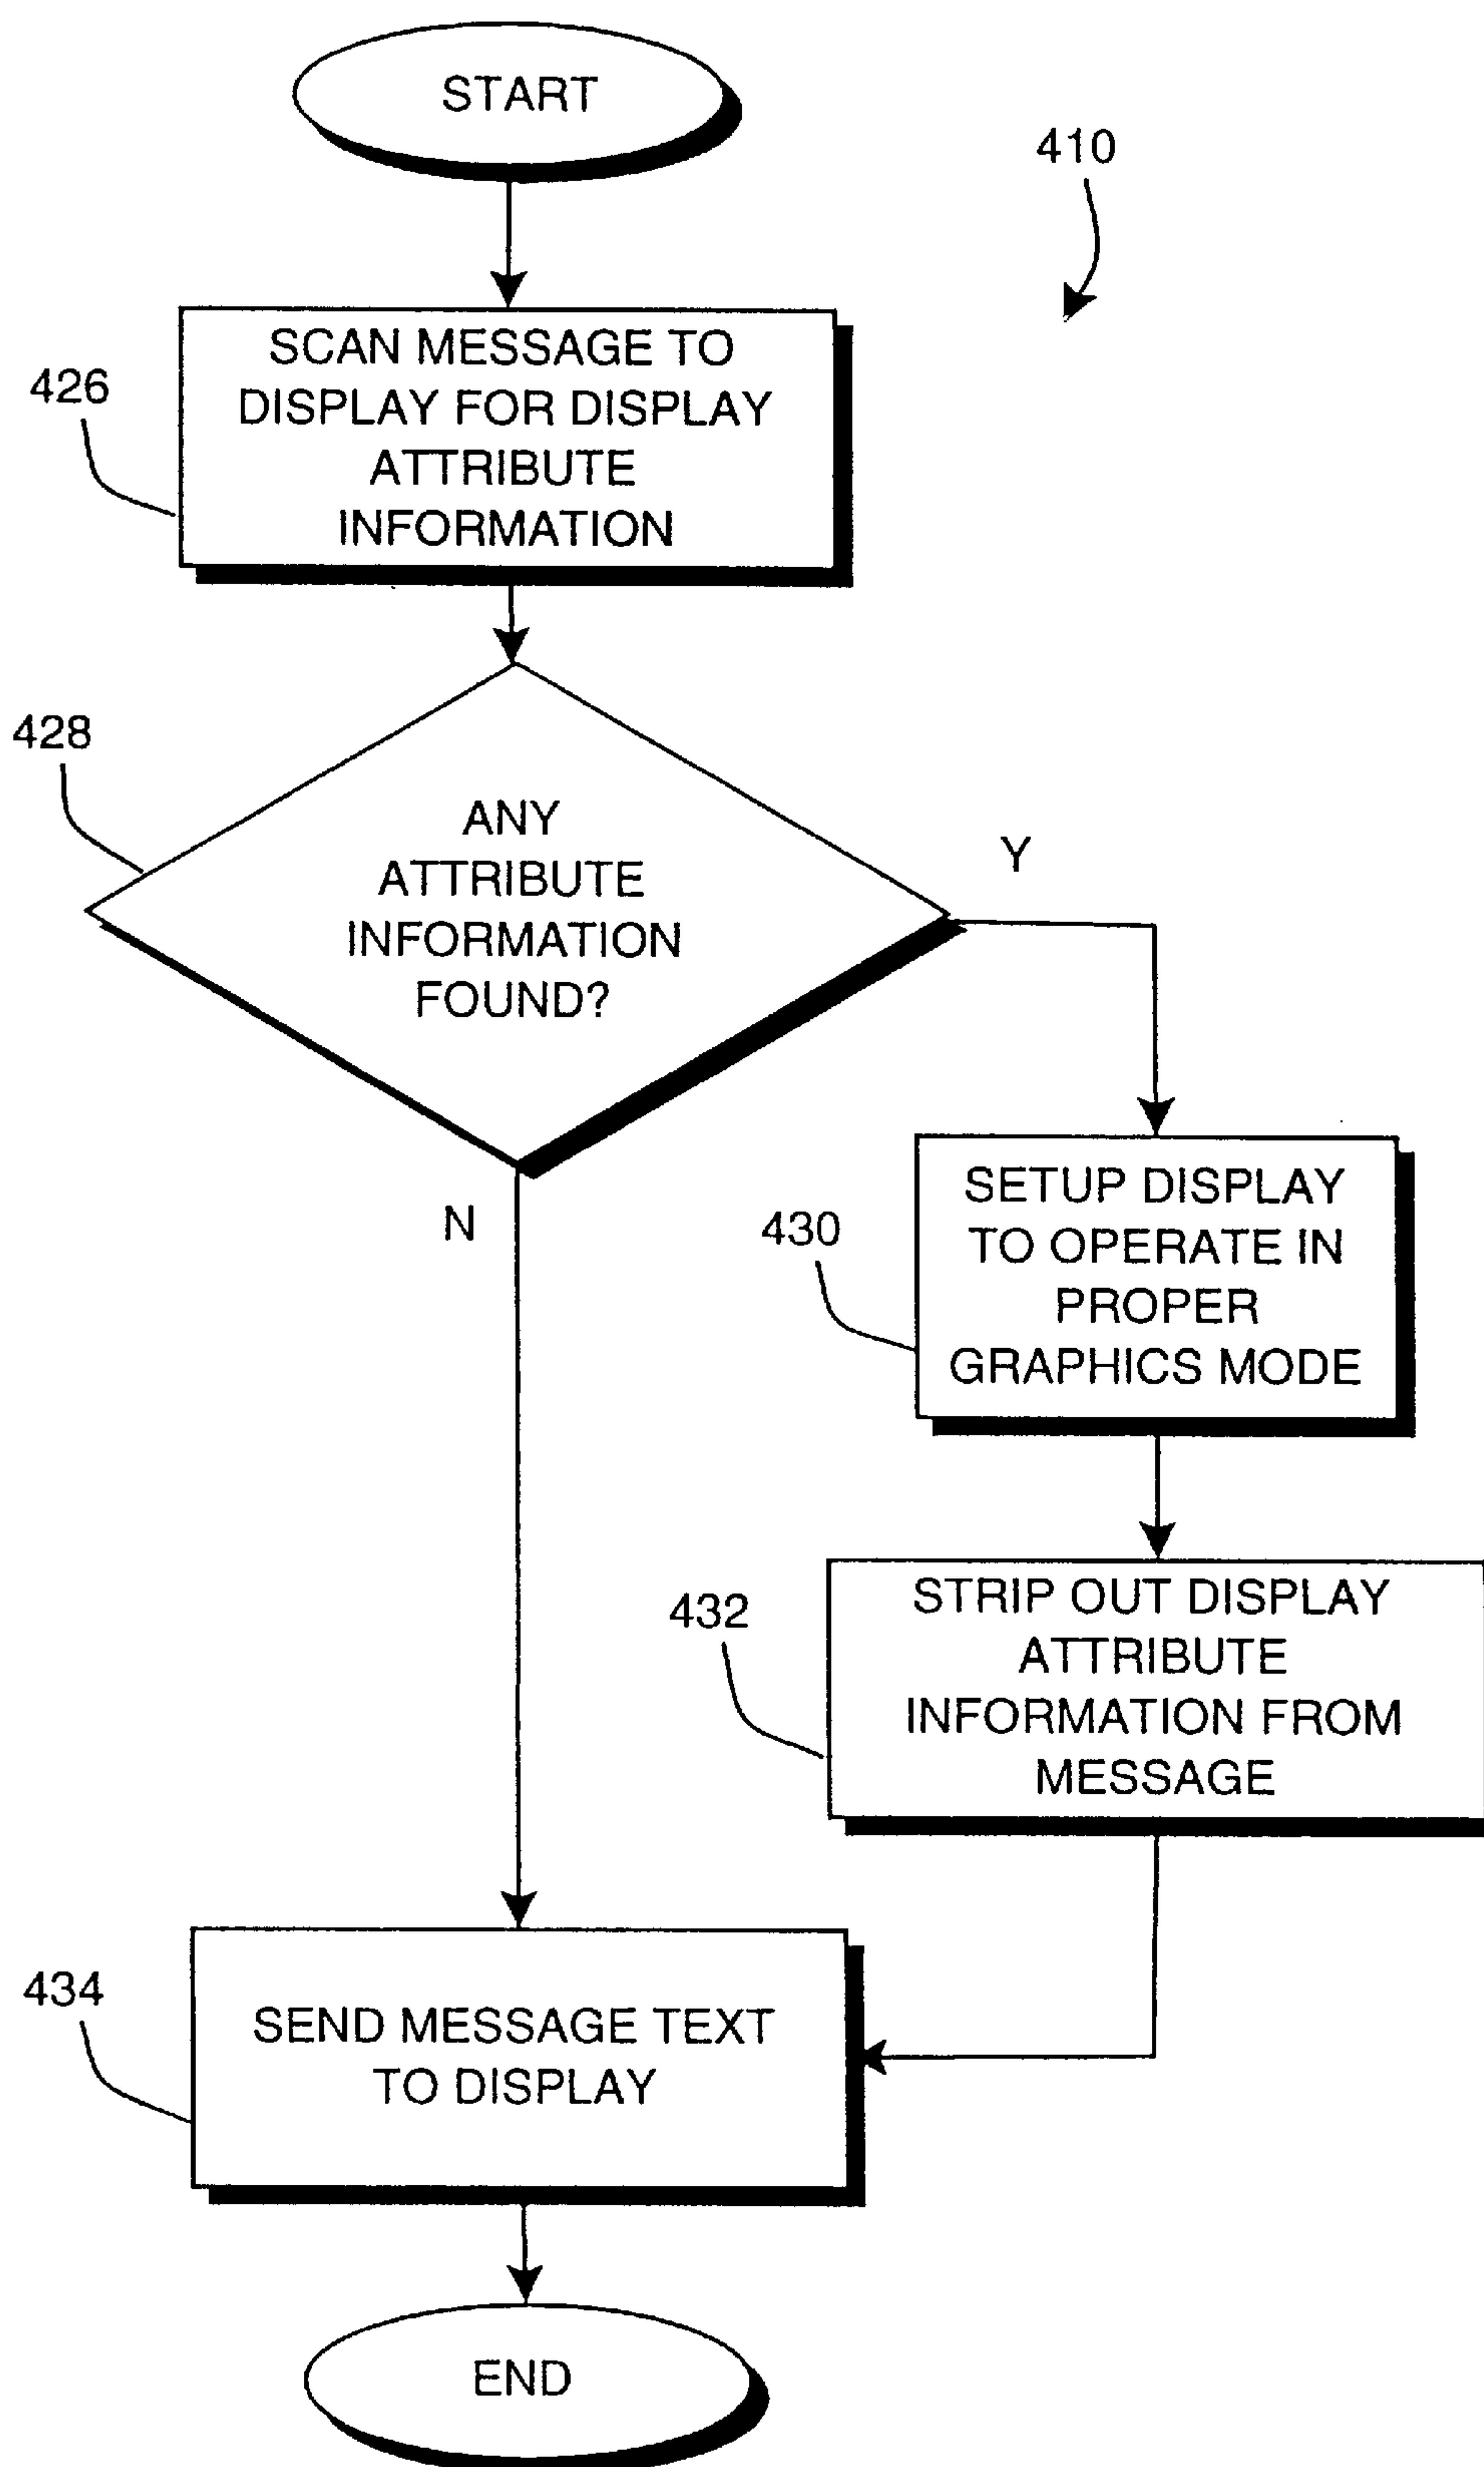 START
410
426
SCAN MESSAGE TO
DISPLAY FOR DISPLAY
ATTRIBUTE
INFORMATION
428
ANY
ATTRIBUTE
INFORMATION
FOUND?
Y
N
430
SETUP DISPLAY
TO OPERATE IN
PROPER
GRAPHICS MODE
432
STRIP OUT DISPLAY
ATTRIBUTE
INFORMATION FROM
MESSAGE
434
SEND MESSAGE TEXT
TO DISPLAY
END